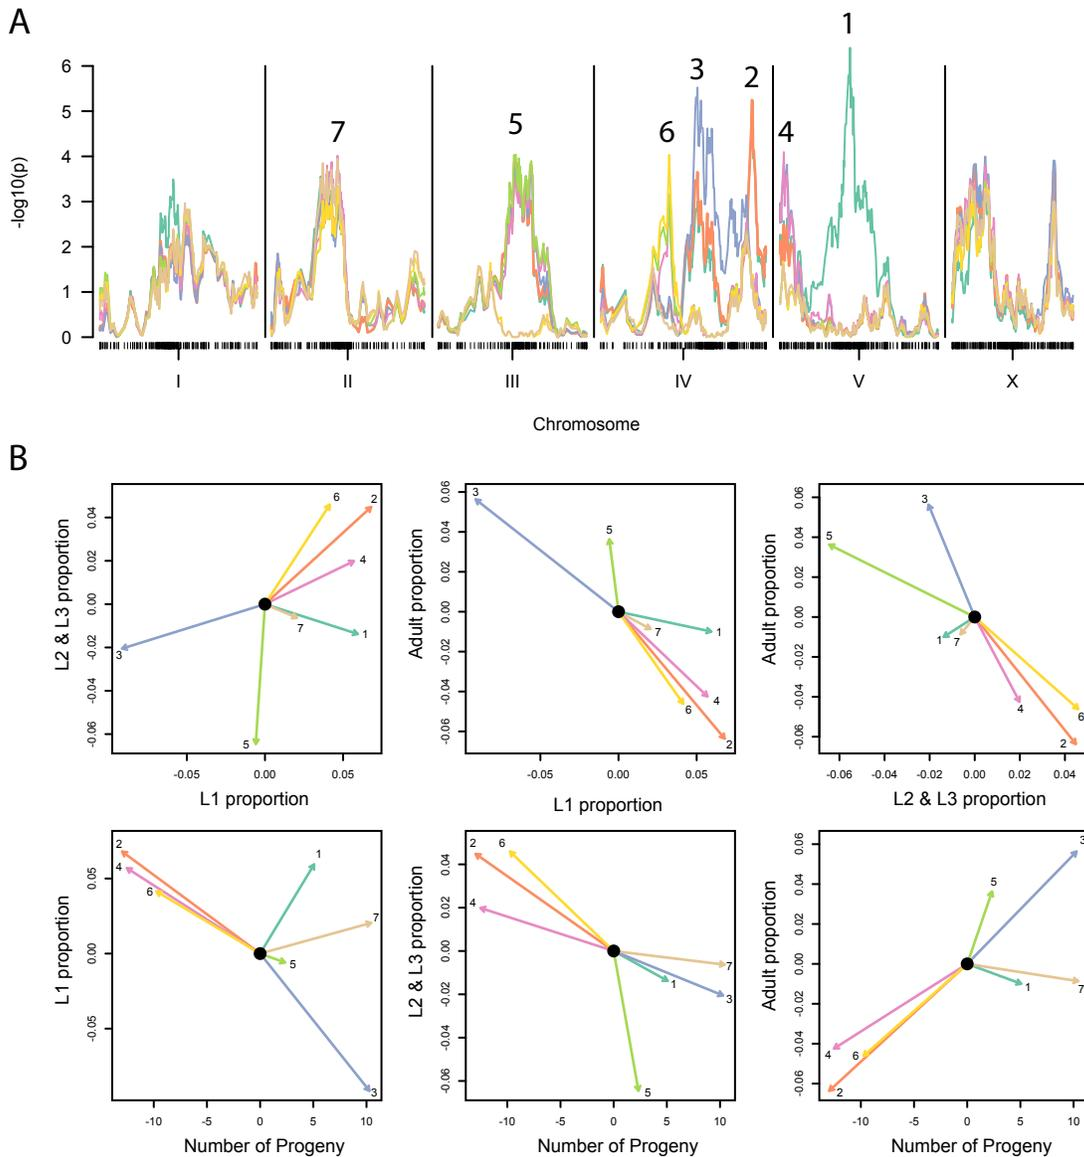 A
1
2
3
4
5
6
7
-log10(p)
6
5
4
3
2
1
0
I II III IV V X
Chromosome
B
L2 & L3 proportion
0.04
0.02
0.00
-0.02
-0.04
-0.06
1 2 3 4 5 6 7
-0.05 0.00 0.05
L1 proportion
Adult proportion
0.06
0.04
0.02
0.00
-0.02
-0.04
-0.06
1 2 3 4 5 6 7
-0.05 0.00 0.05
L1 proportion
Adult proportion
0.06
0.04
0.02
0.00
-0.02
-0.04
-0.06
1 2 3 4 5 6 7
-0.06 -0.04 -0.02 0.00 0.02 0.04
L2 & L3 proportion
L1 proportion
0.05
0.00
-0.05
1 2 3 4 5 6 7
-10 -5 0 5 10
Number of Progeny
L2 & L3 proportion
0.04
0.02
0.00
-0.02
-0.04
-0.06
1 2 3 4 5 6 7
-10 -5 0 5 10
Number of Progeny
Adult proportion
0.06
0.04
0.02
0.00
-0.02
-0.04
-0.06
1 2 3 4 5 6 7
-10 -5 0 5 10
Number of Progeny